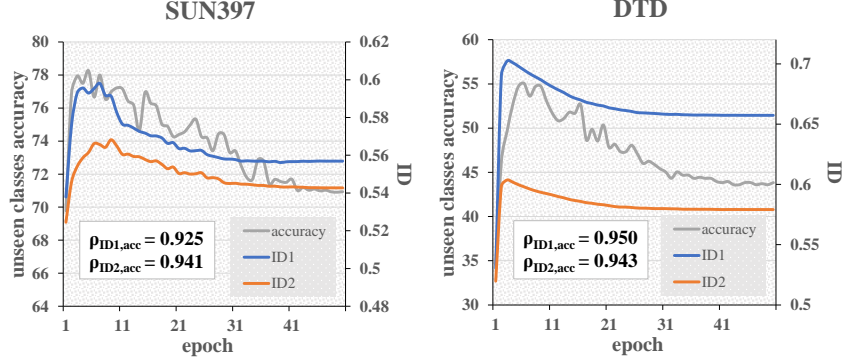 SUN397
unseen classes accuracy
80
78
76
74
72
70
68
66
64
0.62
0.6
0.58
0.56
0.54
0.52
0.5
0.48
ID
ρID1,acc = 0.925
ρID2,acc = 0.941
accuracy
ID1
ID2
1 11 21 31 41
epoch
DTD
unseen classes accuracy
60
55
50
45
40
35
30
0.7
0.65
0.6
0.55
0.5
ID
ρID1,acc = 0.950
ρID2,acc = 0.943
accuracy
ID1
ID2
1 11 21 31 41
epoch